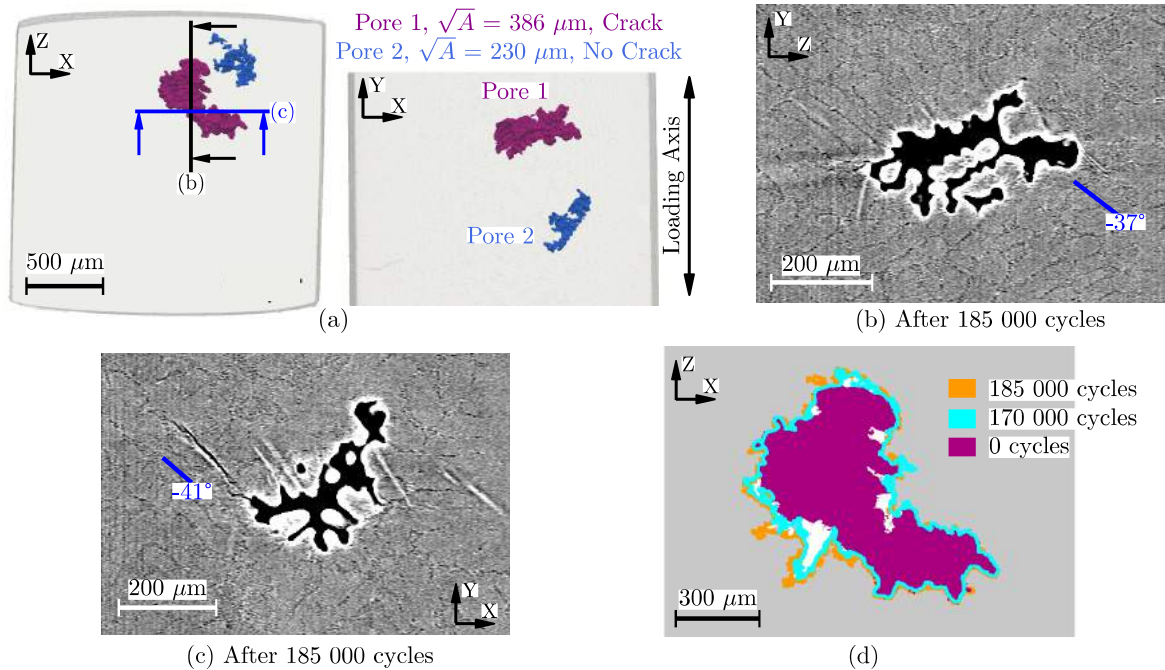 Pore 1, √A = 386 μm, Crack
Pore 2, √A = 230 μm, No Crack
Z
X
(c)
(b)
500 μm
Y
X
Pore 1
Pore 2
Loading Axis
(a)
Y
Z
-37°
200 μm
(b) After 185 000 cycles
-41°
200 μm
Y
X
(c) After 185 000 cycles
Z
X
185 000 cycles
170 000 cycles
0 cycles
300 μm
(d)